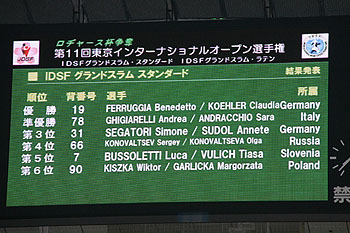 ロヂャース杯争奪
第11回東京インターナショナルオープン選手権
IDSFグランドスラム スタンダード IDSFグランドスラム・ラテン
IDSF
IDSF グランドスラム スタンダード 結果発表
順位 背番号 選手 所属
優勝 19 FERRUGGIA Benedetto / KOEHLER Claudia Germany
準優勝 78 GHIGIARELLI Andrea / ANDRACCHIO Sara Italy
第3位 31 SEGATORI Simone / SUDOL Annete Germany
第4位 66 KONOVALTSEV Sergey / KONOVALTSEVA Olga Russia
第5位 7 BUSSOLETTI Luca / VULICH Tiasa Slovenia
第6位 90 KISZKA Wiktor / GARLICKA Margorzata Poland
禁